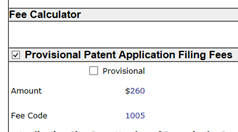 Fee Calculator
Provisional Patent Application Filing Fees
Provisional
Amount $260
Fee Code 1005